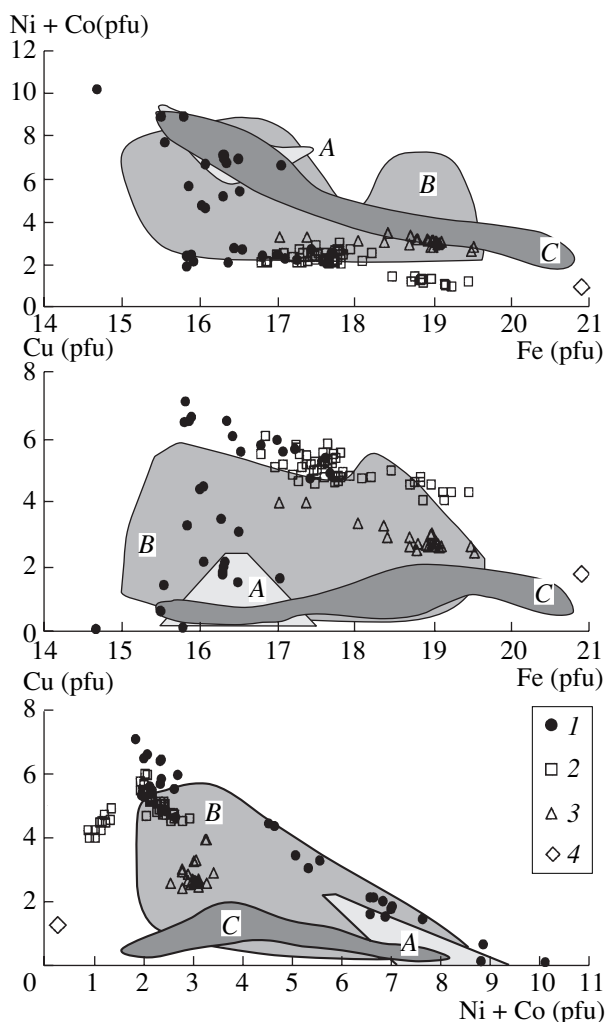 Ni + Co(pfu)
12
10
8
6
4
2
0
A
B
C
14 15 16 17 18 19 20 21
Cu (pfu) Fe (pfu)
8
6
4
2
0
B
A
C
14 15 16 17 18 19 20 21
Cu (pfu) Fe (pfu)
8
6
4
2
0
B
C
A
1
2
3
4
1 2 3 4 5 6 7 8 9 10 11
Ni + Co (pfu)